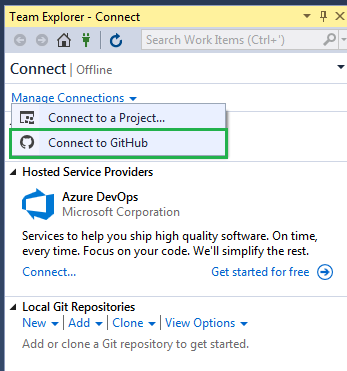 Team Explorer - Connect
Search Work Items (Ctrl+')
Connect | Offline
Manage Connections
Connect to a Project...
Connect to GitHub
Hosted Service Providers
Azure DevOps
Microsoft Corporation
Services to help you ship high quality software. On time,
every time. Focus on your code. We'll simplify the rest.
Connect... Get started for free
Local Git Repositories
New | Add | Clone | View Options
Add or clone a Git repository to get started.